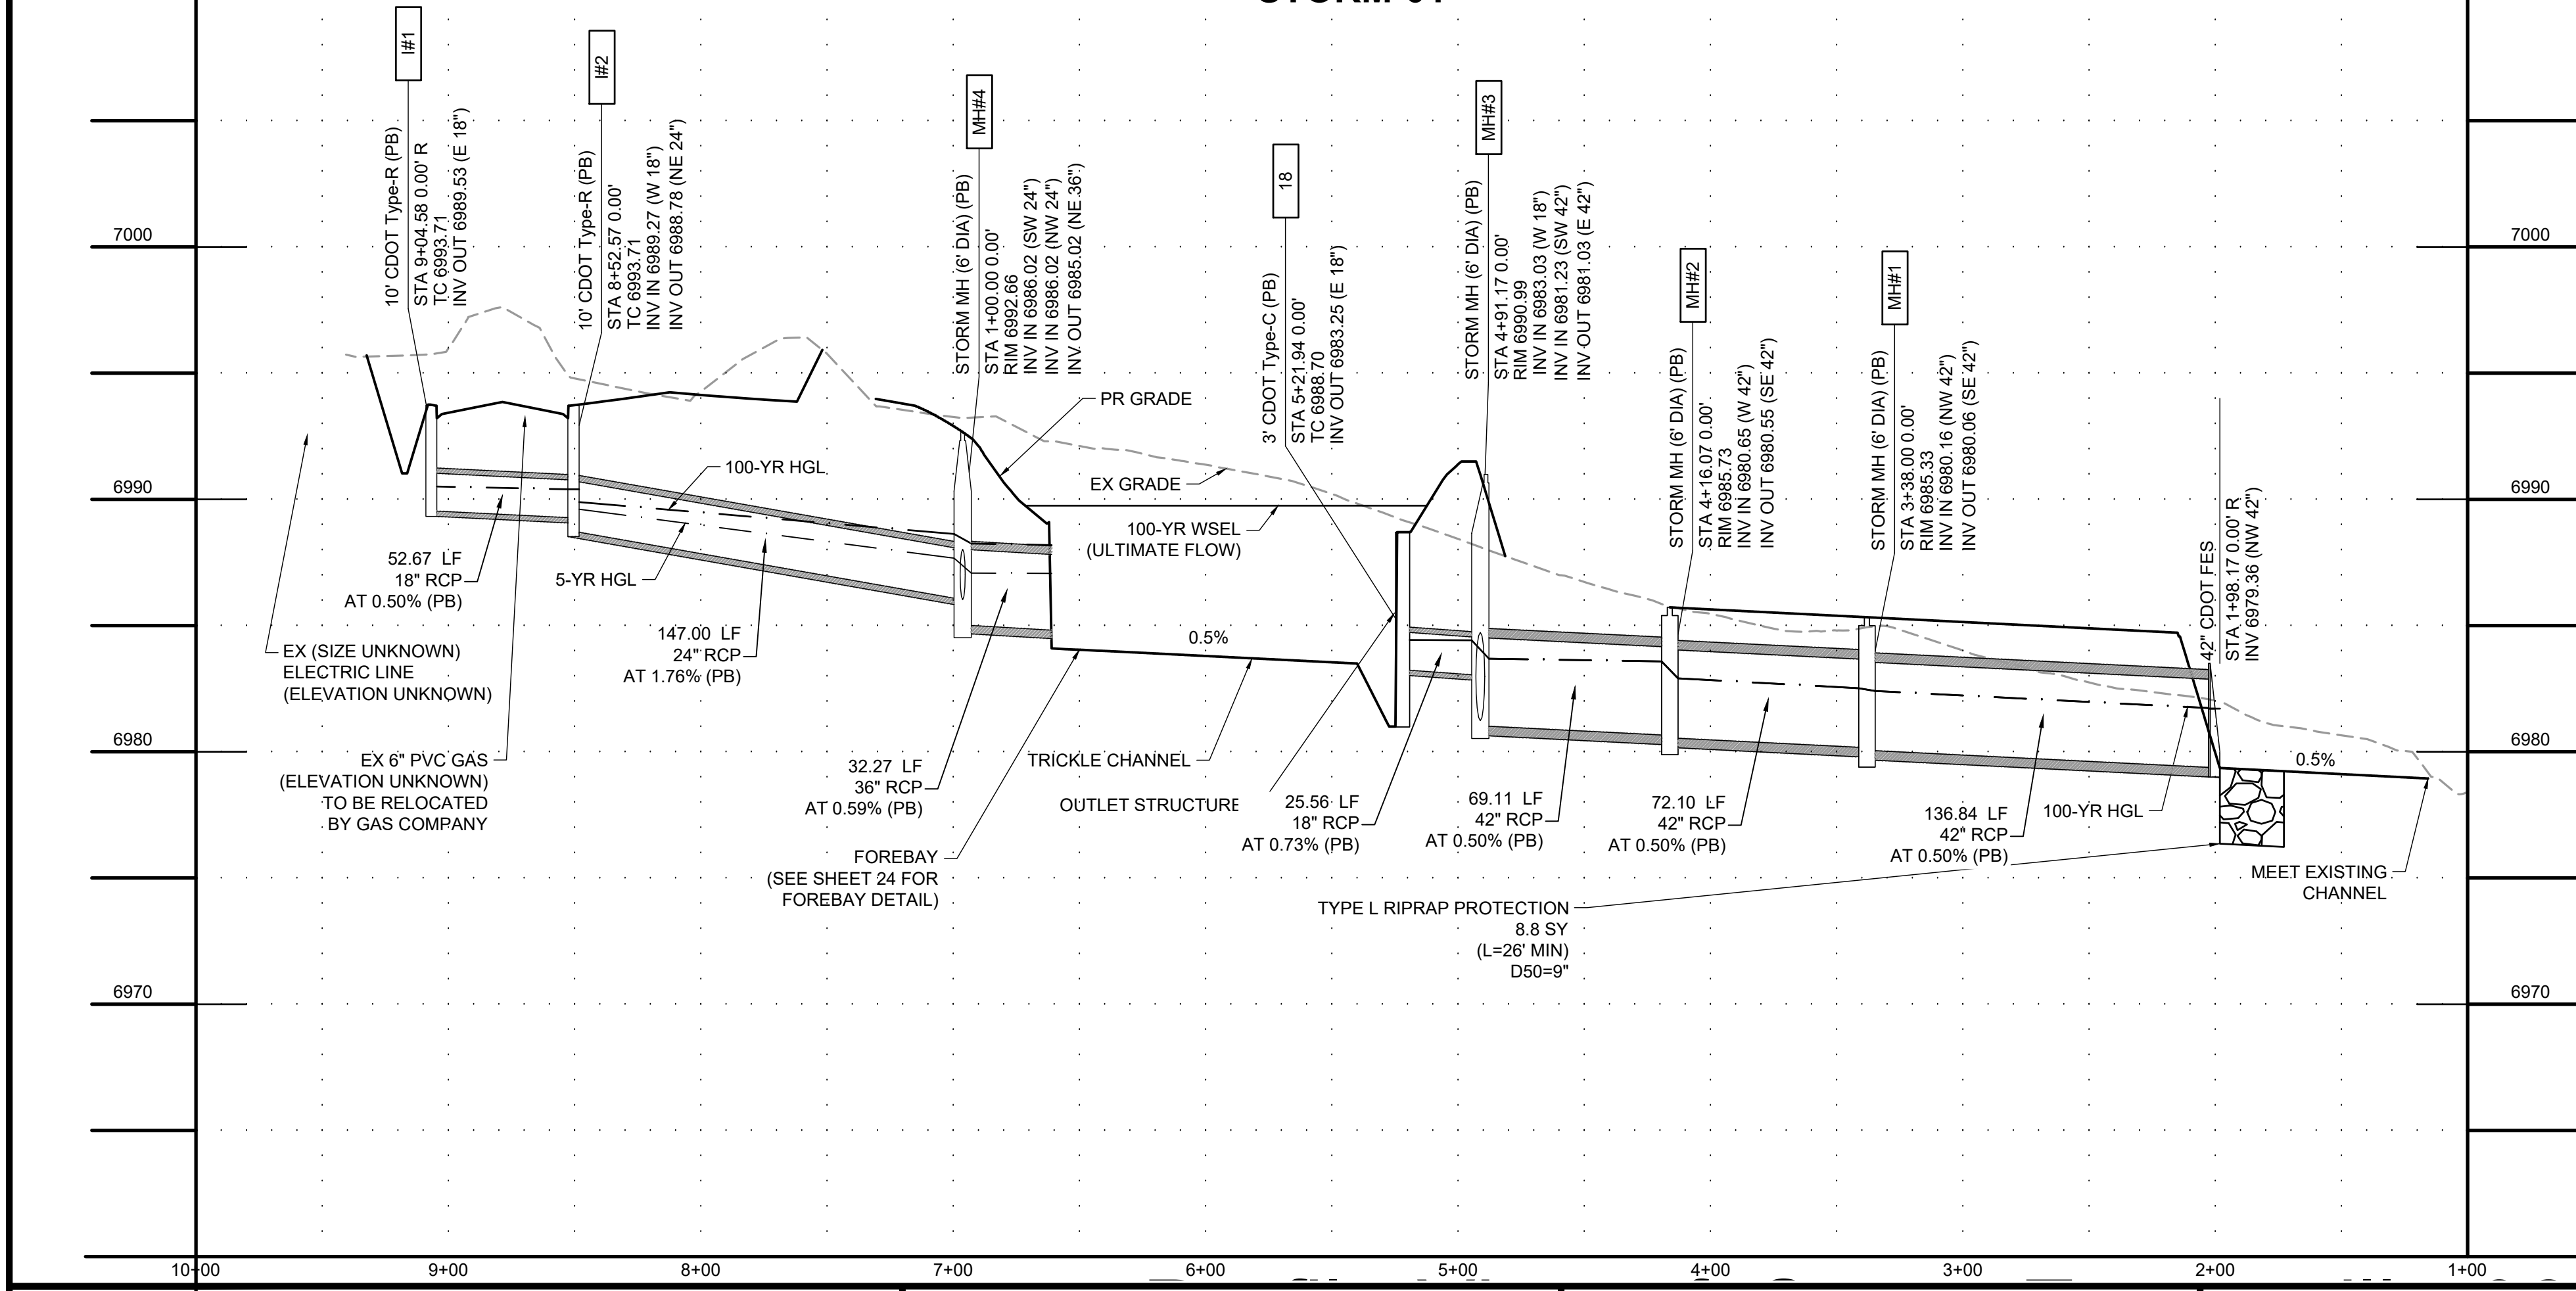 I#1
10' CDOT Type-R (PB)
STA 9+04.58 0.00' R
TC 6993.71
INV OUT 6989.53 (E 18")
I#2
10' CDOT Type-R (PB)
STA 8+52.57 0.00'
TC 6993.71
INV IN 6989.27 (W 18")
INV OUT 6988.78 (NE 24")
MH#4
STORM MH (6' DIA) (PB)
STA 1+00.00 0.00'
RIM 6992.66
INV IN 6986.02 (SW 24")
INV IN 6986.02 (NW 24")
INV OUT 6985.02 (NE 36")
18
3' CDOT Type-C (PB)
STA 5+21.94 0.00'
TC 6988.70
INV OUT 6983.25 (E 18")
MH#3
STORM MH (6' DIA) (PB)
STA 4+91.17 0.00'
RIM 6990.99
INV IN 6983.03 (W 18")
INV IN 6981.23 (SW 42")
INV OUT 6981.03 (E 42")
MH#2
STORM MH (6' DIA) (PB)
STA 4+16.07 0.00'
RIM 6985.73
INV IN 6980.65 (W 42")
INV OUT 6980.55 (SE 42")
MH#1
STORM MH (6' DIA) (PB)
STA 3+38.00 0.00'
RIM 6985.33
INV IN 6980.16 (NW 42")
INV OUT 6980.06 (SE 42")
42" CDOT FES
STA 1+98.17 0.00' R
INV 6979.36 (NW 42")
7000
7000
6990
6990
6980
6980
6970
6970
PR GRADE
100-YR HGL
EX GRADE
100-YR WSEL
(ULTIMATE FLOW)
52.67 LF
18" RCP
AT 0.50% (PB)
5-YR HGL
EX (SIZE UNKNOWN)
ELECTRIC LINE
(ELEVATION UNKNOWN)
147.00 LF
24" RCP
AT 1.76% (PB)
0.5%
EX 6" PVC GAS
(ELEVATION UNKNOWN)
TO BE RELOCATED
BY GAS COMPANY
32.27 LF
36" RCP
AT 0.59% (PB)
TRICKLE CHANNEL
OUTLET STRUCTURE
FOREBAY
(SEE SHEET 24 FOR
FOREBAY DETAIL)
25.56 LF
18" RCP
AT 0.73% (PB)
69.11 LF
42" RCP
AT 0.50% (PB)
72.10 LF
42" RCP
AT 0.50% (PB)
136.84 LF
42" RCP
AT 0.50% (PB)
100-YR HGL
0.5%
MEET EXISTING
CHANNEL
TYPE L RIPRAP PROTECTION
8.8 SY
(L=26' MIN)
D50=9"
10+00
9+00
8+00
7+00
6+00
5+00
4+00
3+00
2+00
1+00